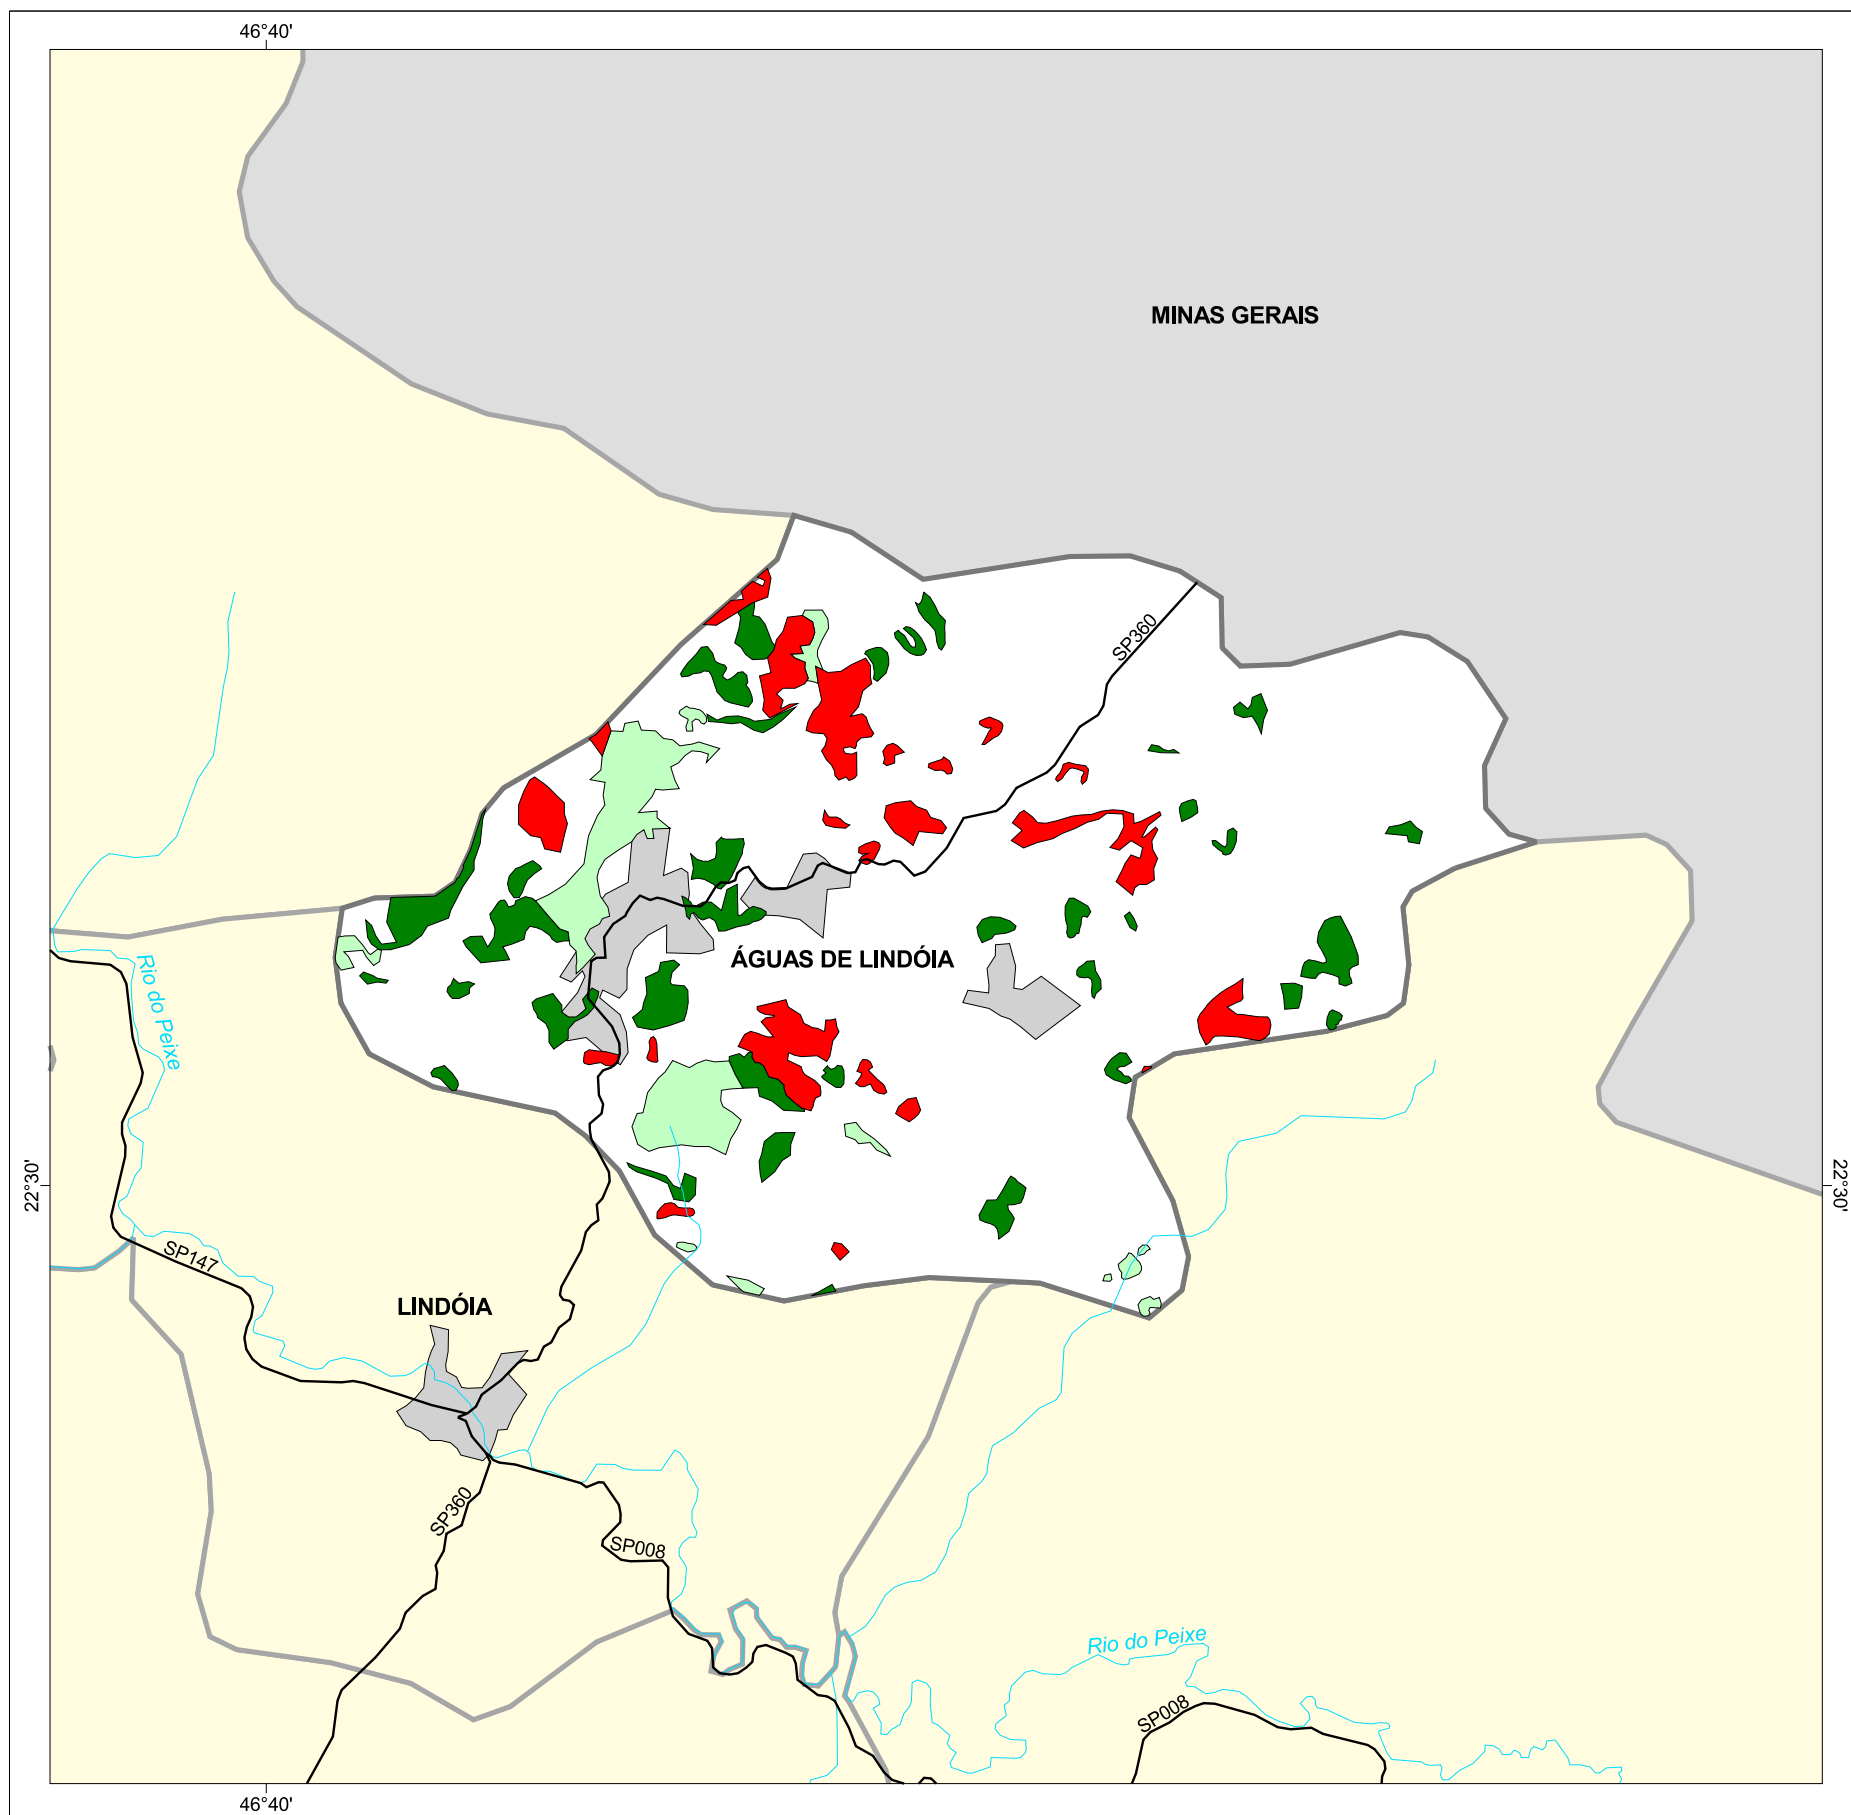 46°40'
MINAS GERAIS
SP360
ÁGUAS DE LINDÓIA
Rio do Peixe
22°30'
22°30'
SP147
LINDÓIA
SP360
SP008
Rio do Peixe
SP008
46°40'